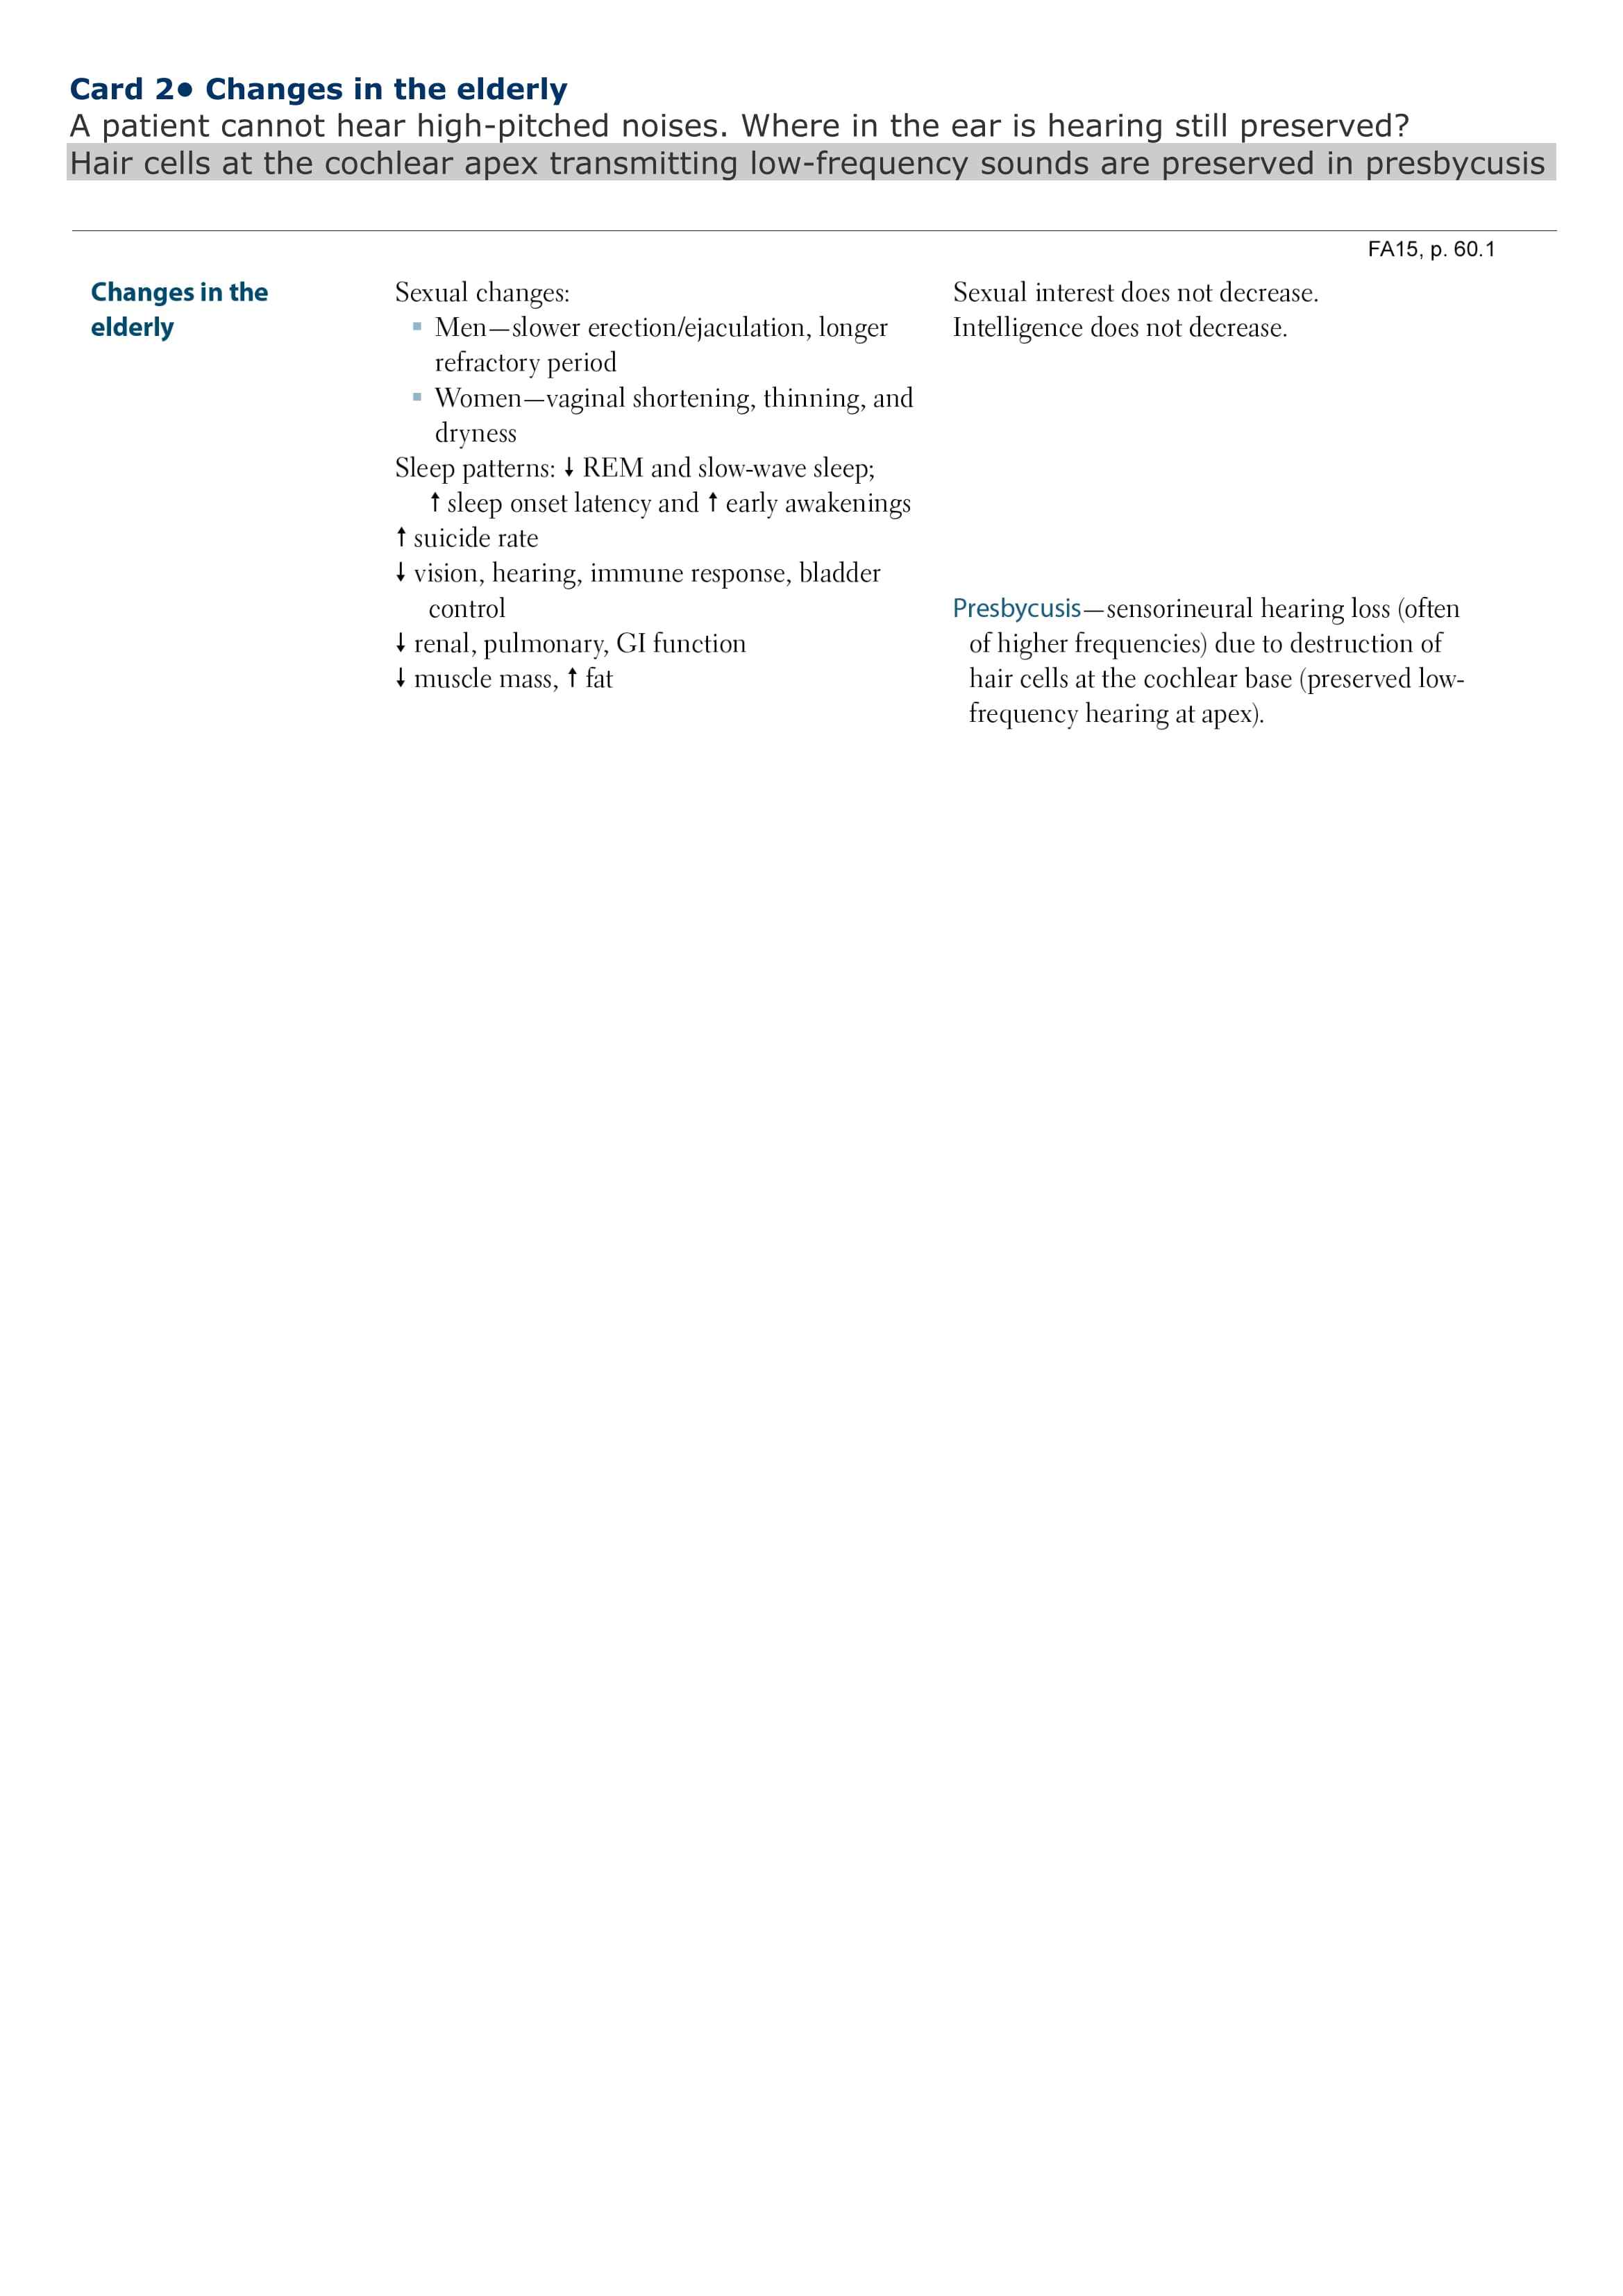 Card 2• Changes in the elderly
A patient cannot hear high-pitched noises. Where in the ear is hearing still preserved?
Hair cells at the cochlear apex transmitting low-frequency sounds are preserved in presbycusis
FA15, p. 60.1
Changes in the
elderly
Sexual changes:
▪ Men—slower erection/ejaculation, longer
refractory period
▪ Women—vaginal shortening, thinning, and
dryness
Sleep patterns: ↓ REM and slow-wave sleep;
↑ sleep onset latency and ↑ early awakenings
↑ suicide rate
↓ vision, hearing, immune response, bladder
control
↓ renal, pulmonary, GI function
↓ muscle mass, ↑ fat
Sexual interest does not decrease.
Intelligence does not decrease.
Presbycusis—sensorineural hearing loss (often
of higher frequencies) due to destruction of
hair cells at the cochlear base (preserved low-
frequency hearing at apex).